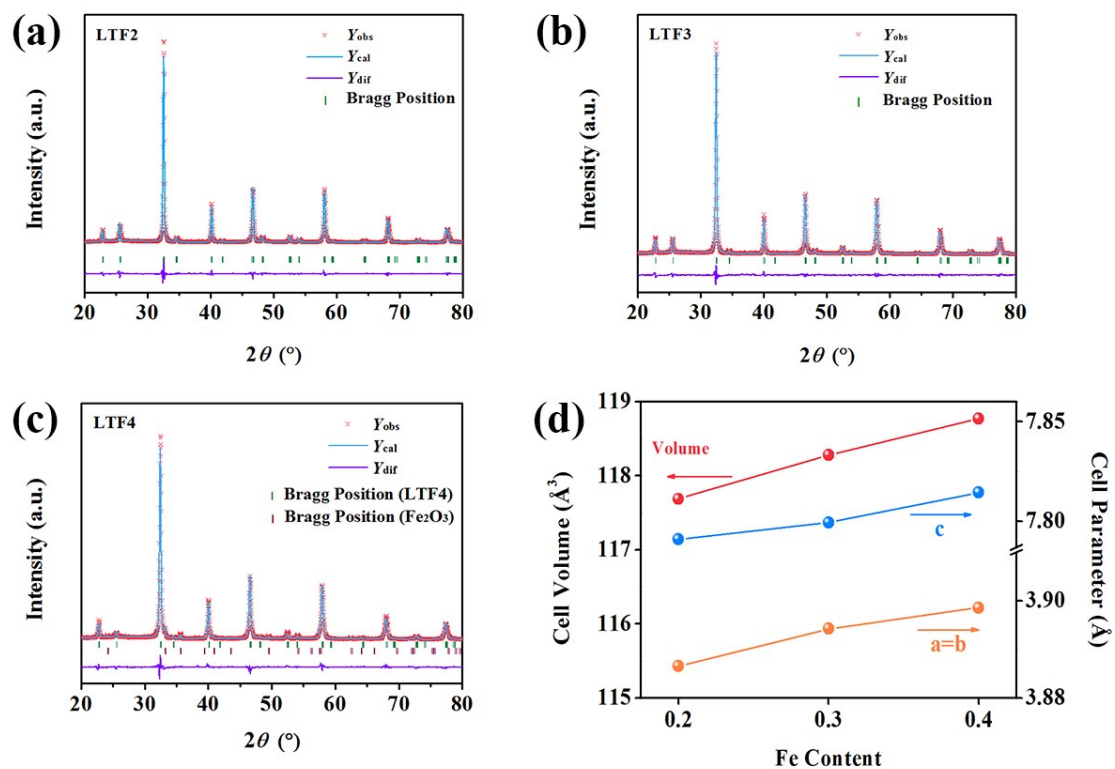 (a)
LTF2
Yobs
Ycal
Ydif
Bragg Position
Intensity (a.u.)
20 30 40 50 60 70 80
2θ (°)
(b)
LTF3
Yobs
Ycal
Ydif
Bragg Position
Intensity (a.u.)
20 30 40 50 60 70 80
2θ (°)
(c)
LTF4
Yobs
Ycal
Ydif
Bragg Position (LTF4)
Bragg Position (Fe2O3)
Intensity (a.u.)
20 30 40 50 60 70 80
2θ (°)
(d)
119
118
117
116
115
Cell Volume (Å³)
Volume
c
a=b
7.85
7.80
3.90
3.88
Cell Parameter (Å)
0.2 0.3 0.4
Fe Content